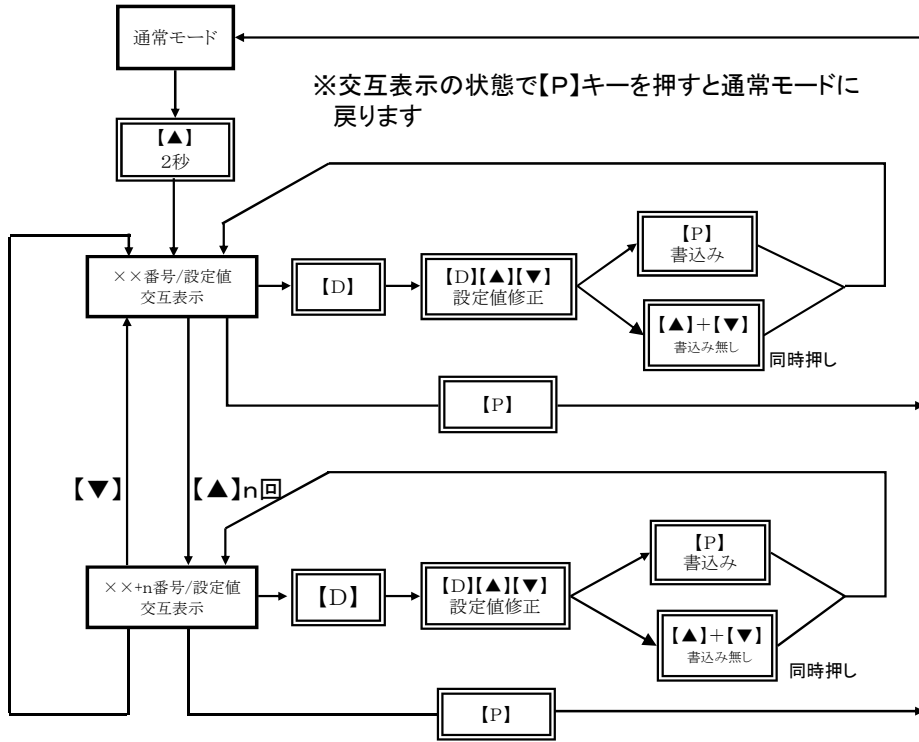 通常モード
※交互表示の状態で【P】キーを押すと通常モードに
戻ります
【▲】
2秒
××番号/設定値
交互表示
【D】
【D】【▲】【▼】
設定値修正
【P】
書込み
【▲】+【▼】
書込み無し
同時押し
【P】
【▼】
【▲】n回
××+n番号/設定値
交互表示
【D】
【D】【▲】【▼】
設定値修正
【P】
書込み
【▲】+【▼】
書込み無し
同時押し
【P】